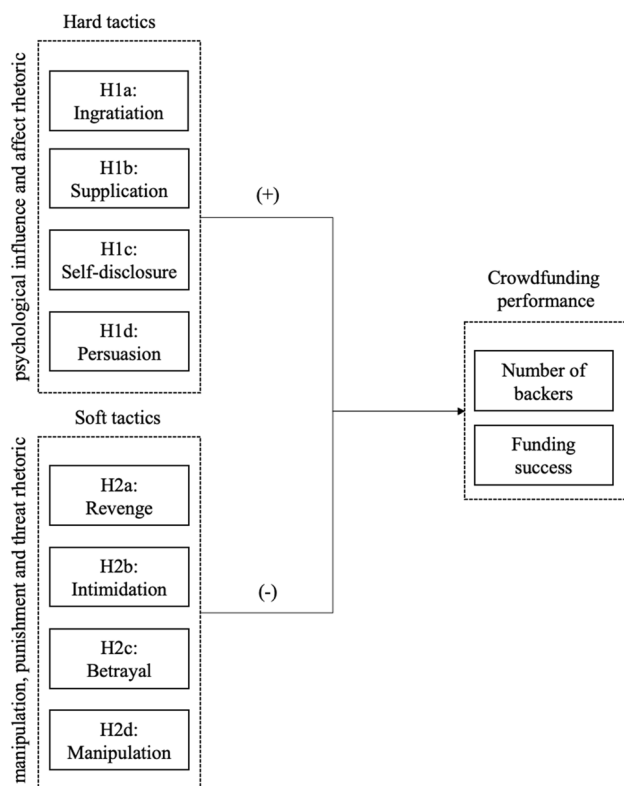 Hard tactics
psychological influence and affect rhetoric
H1a:
Ingratiation
H1b:
Supplication
H1c:
Self-disclosure
H1d:
Persuasion
(+)
Soft tactics
manipulation, punishment and threat rhetoric
H2a:
Revenge
H2b:
Intimidation
H2c:
Betrayal
H2d:
Manipulation
(-)
Crowdfunding
performance
Number of
backers
Funding
success